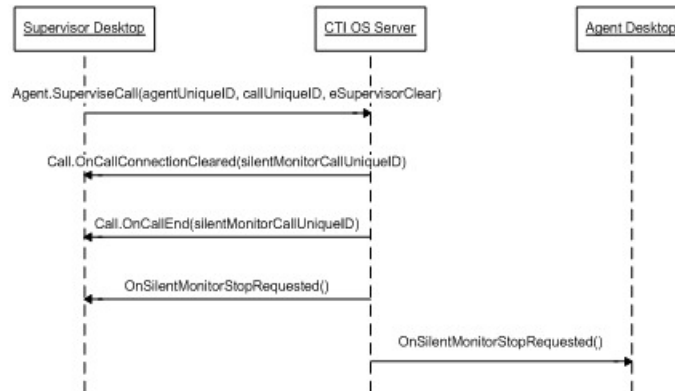 Supervisor Desktop
CTI OS Server
Agent Desktop
Agent.SuperviseCall(agentUniqueID, callUniqueID, eSupervisorClear)
Call.OnCallConnectionCleared(silentMonitorCallUniqueID)
Call.OnCallEnd(silentMonitorCallUniqueID)
OnSilentMonitorStopRequested()
OnSilentMonitorStopRequested()